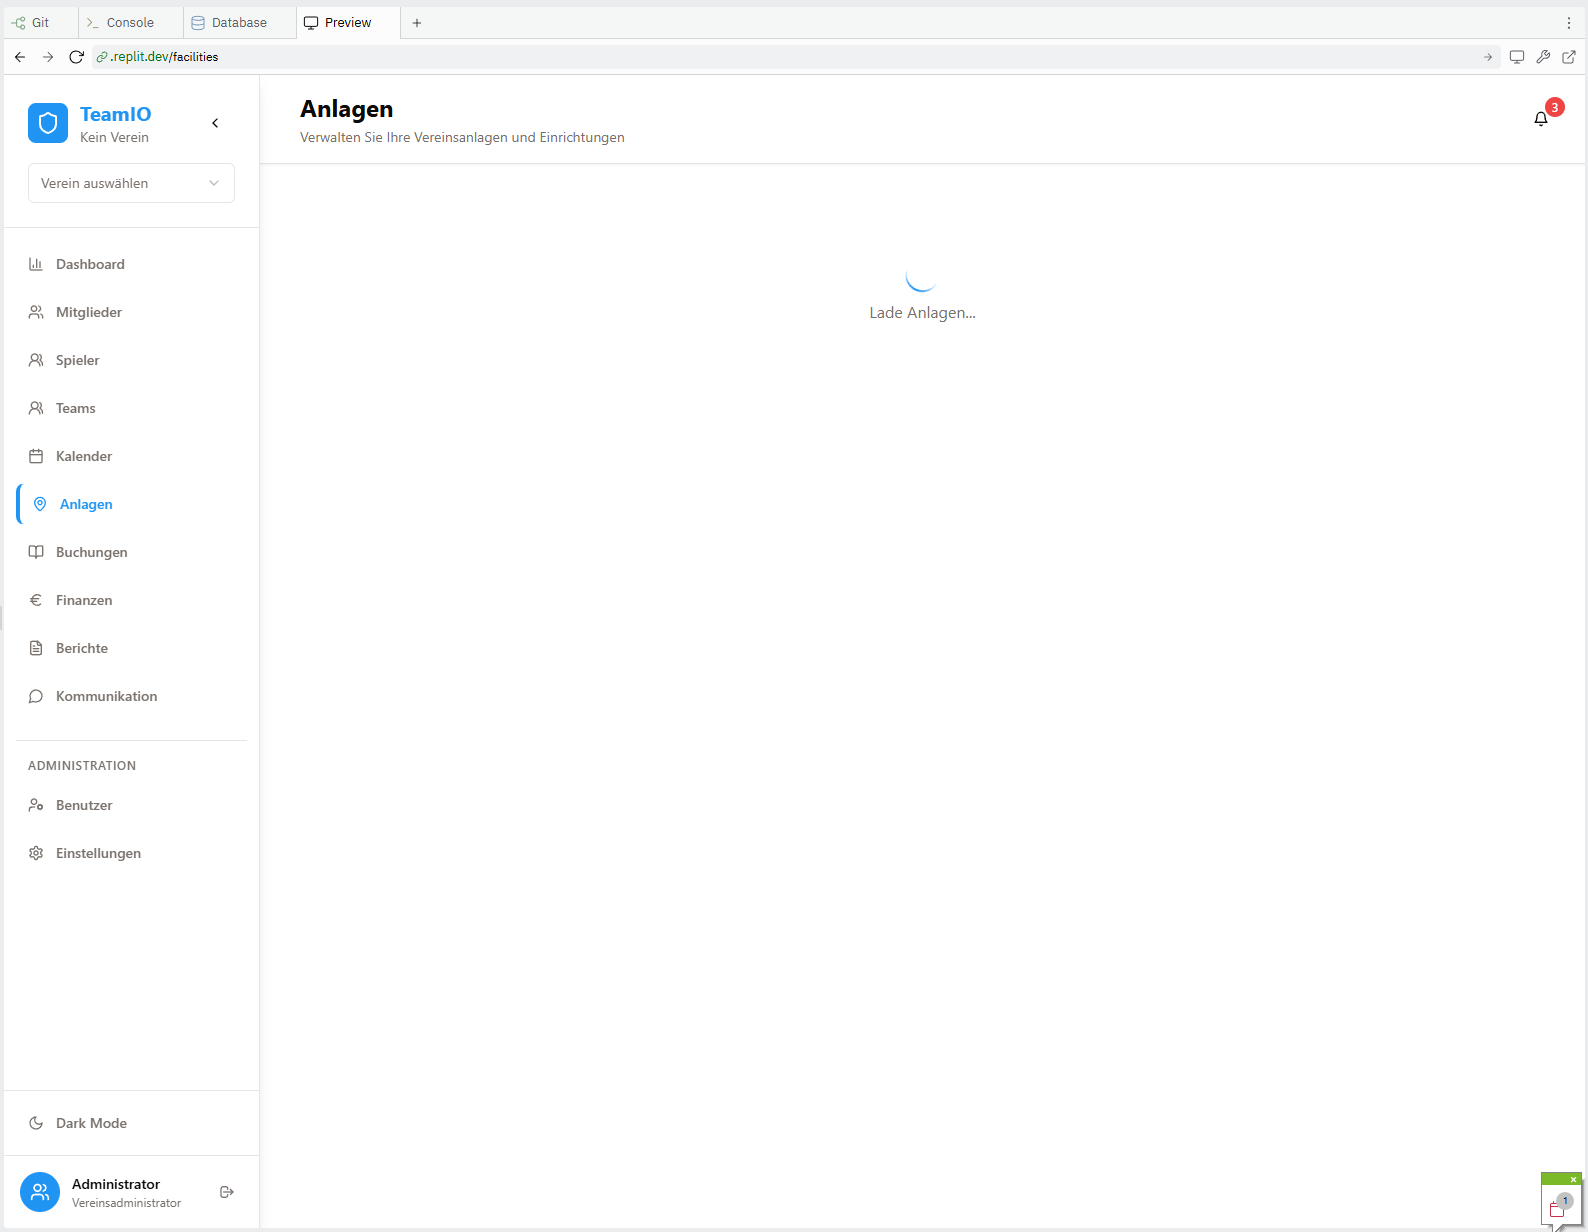 Git
Console
Database
Preview
.replit.dev/facilities
TeamIO
Kein Verein
Verein auswählen
Dashboard
Mitglieder
Spieler
Teams
Kalender
Anlagen
Buchungen
Finanzen
Berichte
Kommunikation
ADMINISTRATION
Benutzer
Einstellungen
Dark Mode
Administrator
Vereinsadministrator
Anlagen
Verwalten Sie Ihre Vereinsanlagen und Einrichtungen
3
Lade Anlagen...
1